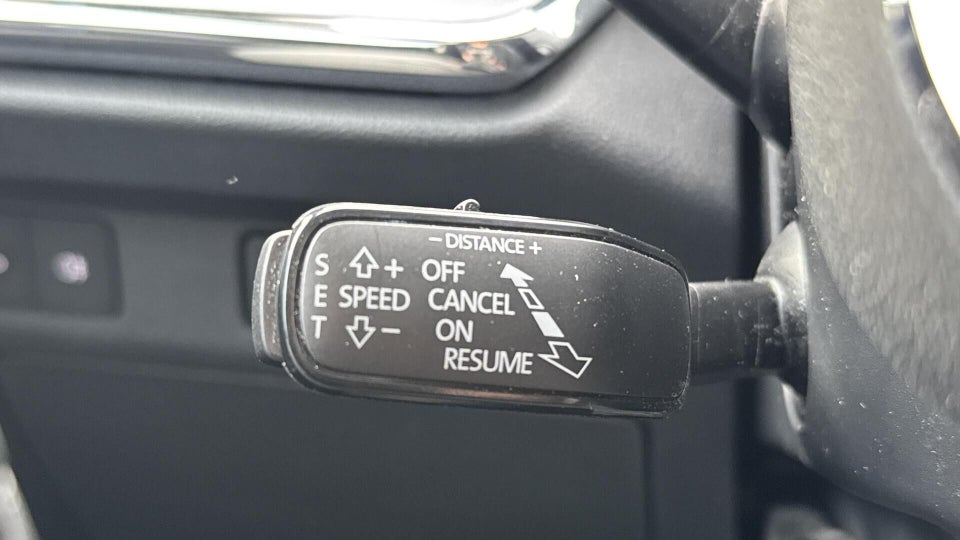 − DISTANCE +
S + OFF
E SPEED CANCEL
T − ON
RESUME